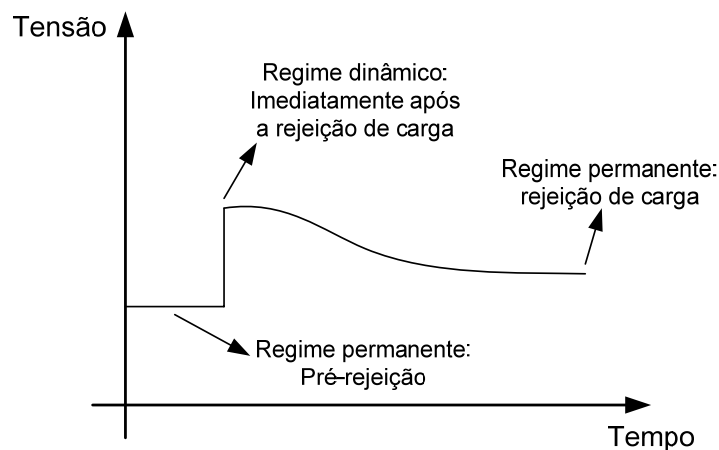 Tensão
Regime dinâmico:
Imediatamente após
a rejeição de carga
Regime permanente:
rejeição de carga
Regime permanente:
Pré-rejeição
Tempo